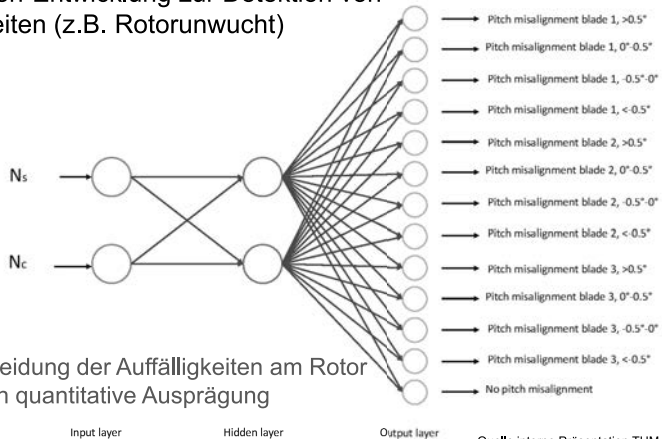 Entwicklung zur Detektion von
(z.B. Rotorunwucht)
Pitch misalignment blade 1, >0.5°
Pitch misalignment blade 1, 0°-0.5°
Pitch misalignment blade 1, -0.5°-0°
Pitch misalignment blade 1, <-0.5°
Pitch misalignment blade 2, >0.5°
Pitch misalignment blade 2, 0°-0.5°
Pitch misalignment blade 2, -0.5°-0°
Pitch misalignment blade 2, <-0.5°
Pitch misalignment blade 3, >0.5°
Pitch misalignment blade 3, 0°-0.5°
Pitch misalignment blade 3, -0.5°-0°
Pitch misalignment blade 3, <-0.5°
No pitch misalignment
Ns
Nc
eidung der Auffälligkeiten am Rotor
quantitative Ausprägung
Input layer
Hidden layer
Output layer